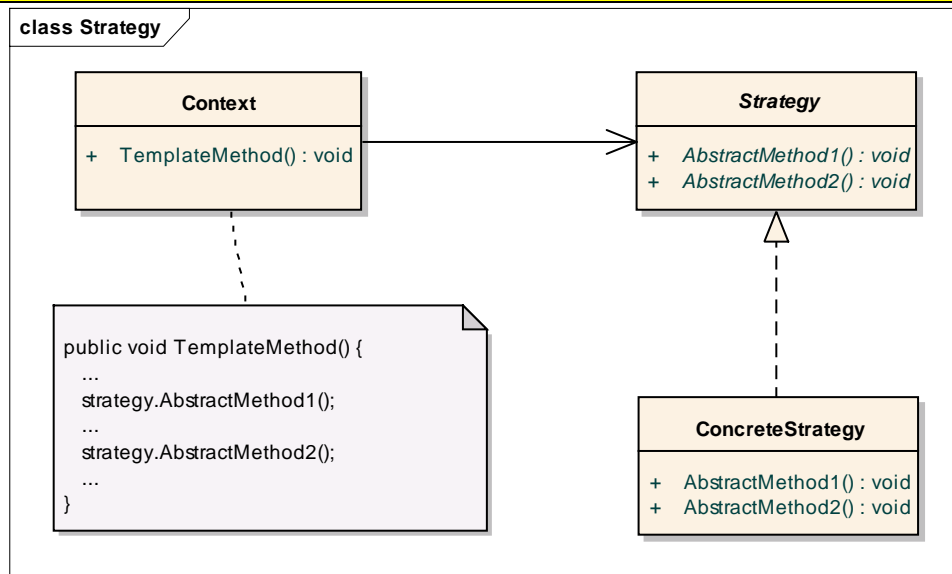 class Strategy
Context
+ TemplateMethod() : void
Strategy
+ AbstractMethod1() : void
+ AbstractMethod2() : void
public void TemplateMethod() {
...
strategy.AbstractMethod1();
...
strategy.AbstractMethod2();
...
}
ConcreteStrategy
+ AbstractMethod1() : void
+ AbstractMethod2() : void